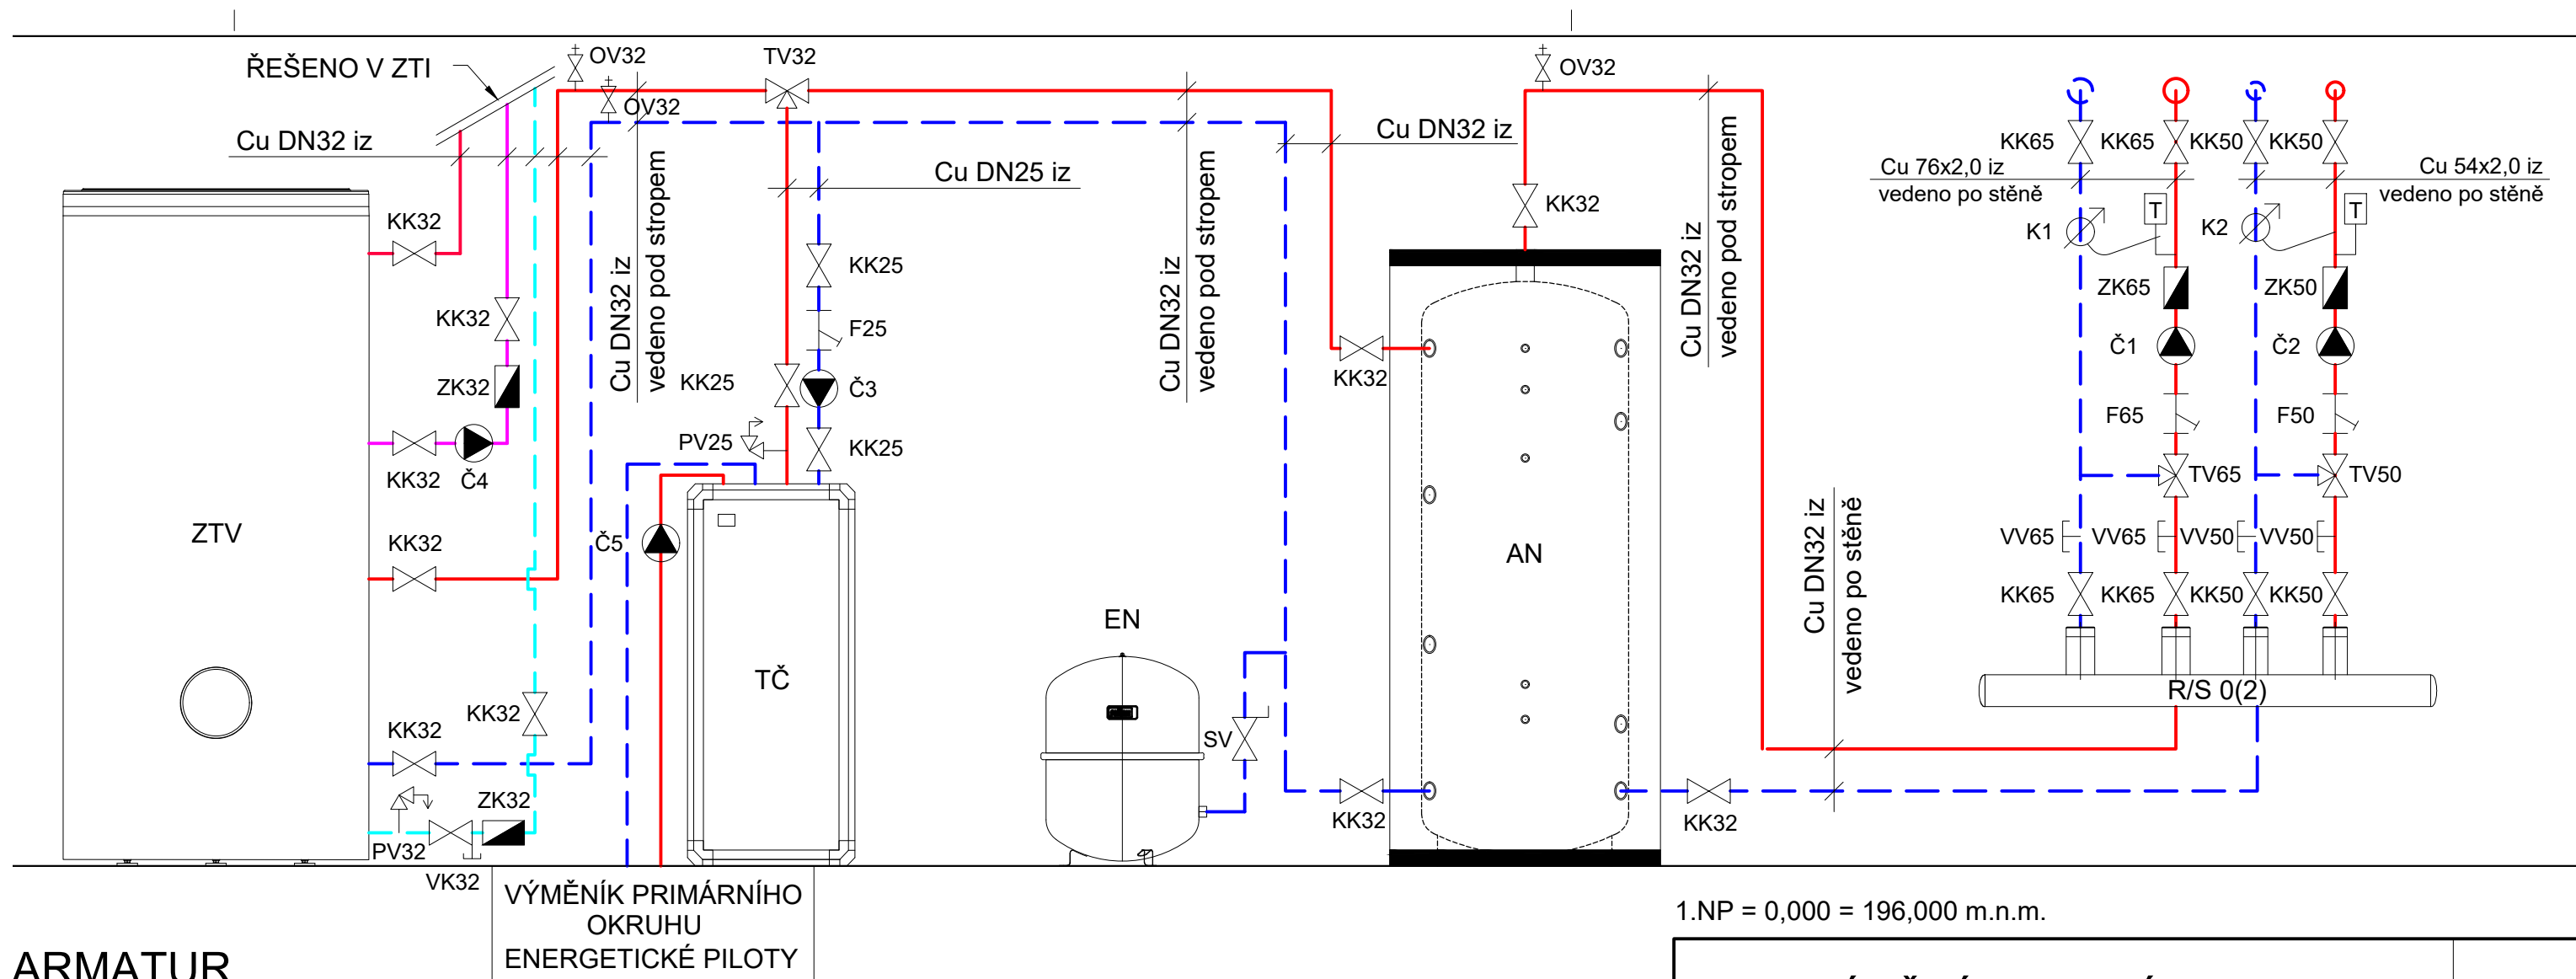 OV32
TV32
OV32
ŘEŠENO V ZTI
OV32
Cu DN32 iz
Cu DN32 iz
KK65 KK65 KK50 KK50
Cu DN25 iz
Cu 76x2,0 iz
vedeno po stěně
Cu 54x2,0 iz
vedeno po stěně
KK32
KK32
T
T
K1
K2
Cu DN32 iz
vedeno pod stropem
Cu DN32 iz
vedeno pod stropem
Cu DN32 iz
vedeno pod stropem
KK25
ZK65
ZK50
KK32
F25
Č1
Č2
KK25
Č3
KK32
ZK32
F65
F50
PV25
KK25
KK32
Č4
TV65
TV50
ZTV
Č5
KK32
AN
Cu DN32 iz
vedeno po stěně
VV65
VV65
VV50
VV50
KK65
KK65
KK50
KK50
EN
TČ
R/S 0(2)
KK32
KK32
SV
ZK32
PV32
KK32
KK32
VK32
VÝMĚNÍK PRIMÁRNÍHO
OKRUHU
ENERGETICKÉ PILOTY
1.NP = 0,000 = 196,000 m.n.m.
ARMATUR